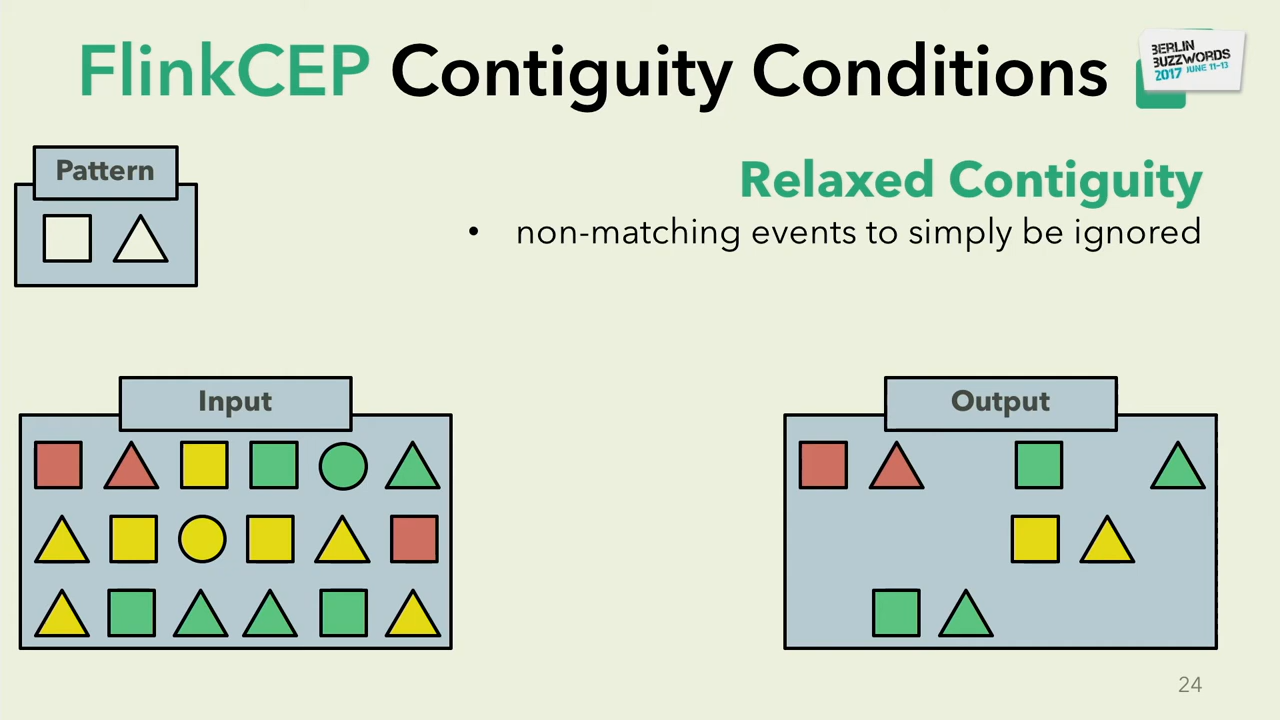 FlinkCEP Contiguity Conditions
BERLIN
BUZZWORDS
2017 JUNE 11-13
Pattern
Relaxed Contiguity
• non-matching events to simply be ignored
Input
Output
24